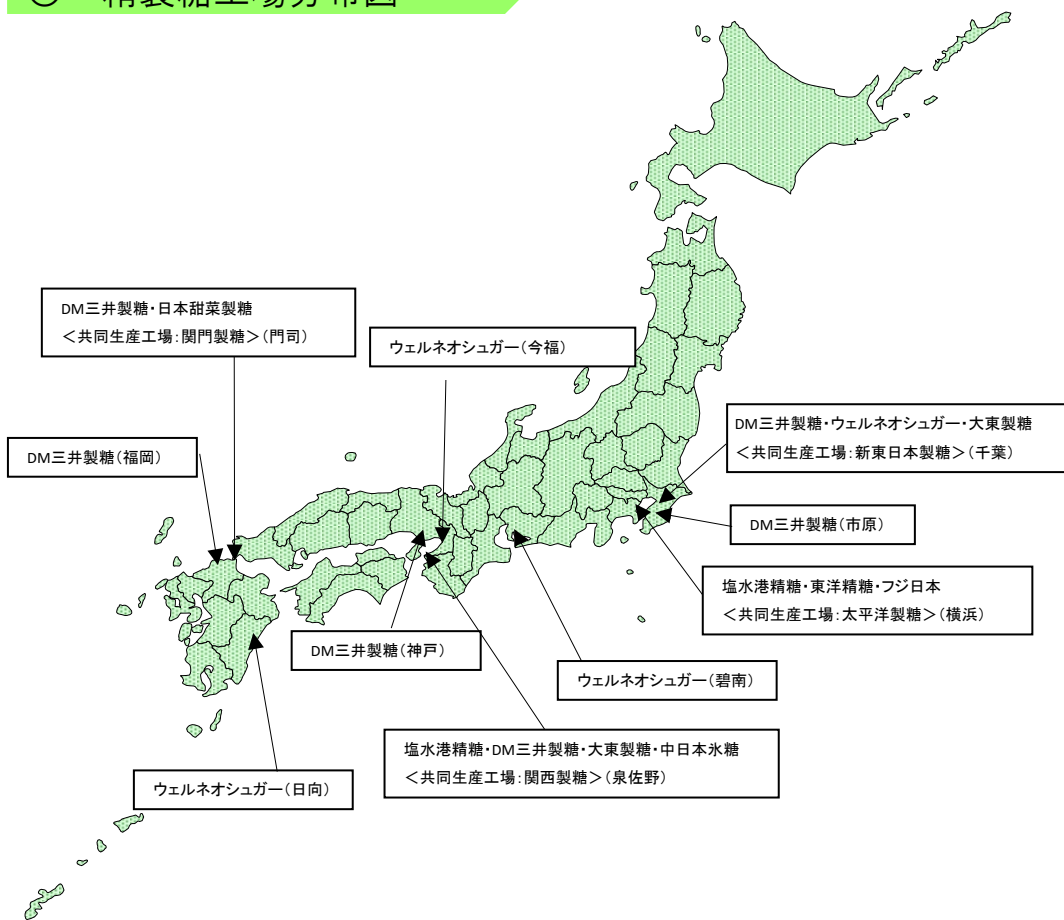 精製糖工場分布図
DM三井製糖・日本甜菜製糖
＜共同生産工場：関門製糖＞（門司）
ウェルネオシュガー（今福）
DM三井製糖・ウェルネオシュガー・大東製糖
＜共同生産工場：新東日本製糖＞（千葉）
DM三井製糖（福岡）
DM三井製糖（市原）
塩水港精糖・東洋精糖・フジ日本
＜共同生産工場：太平洋製糖＞（横浜）
DM三井製糖（神戸）
ウェルネオシュガー（碧南）
塩水港精糖・DM三井製糖・大東製糖・中日本氷糖
＜共同生産工場：関西製糖＞（泉佐野）
ウェルネオシュガー（日向）